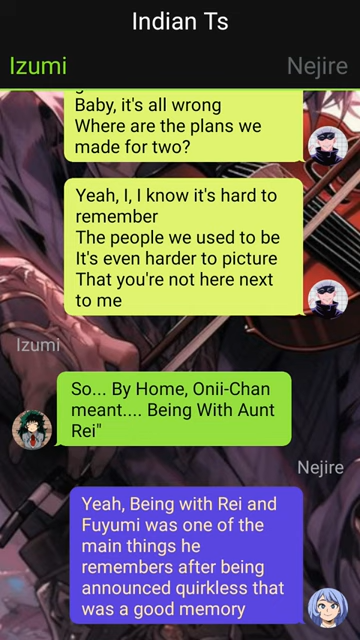 Indian Ts
Izumi
Nejire
Baby, it's all wrong
Where are the plans we
made for two?
Yeah, I, I know it's hard to
remember
The people we used to be
It's even harder to picture
That you're not here next
to me
Izumi
So... By Home, Onii-Chan
meant.... Being With Aunt
Rei"
Nejire
Yeah, Being with Rei and
Fuyumi was one of the
main things he
remembers after being
announced quirkless that
was a good memory